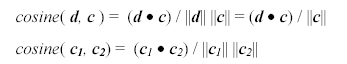 cosine( d, c ) = (d • c) / ||d|| ||c|| = (d • c) / ||c||
cosine( c₁, c₂) = (c₁ • c₂) / ||c₁|| ||c₂||